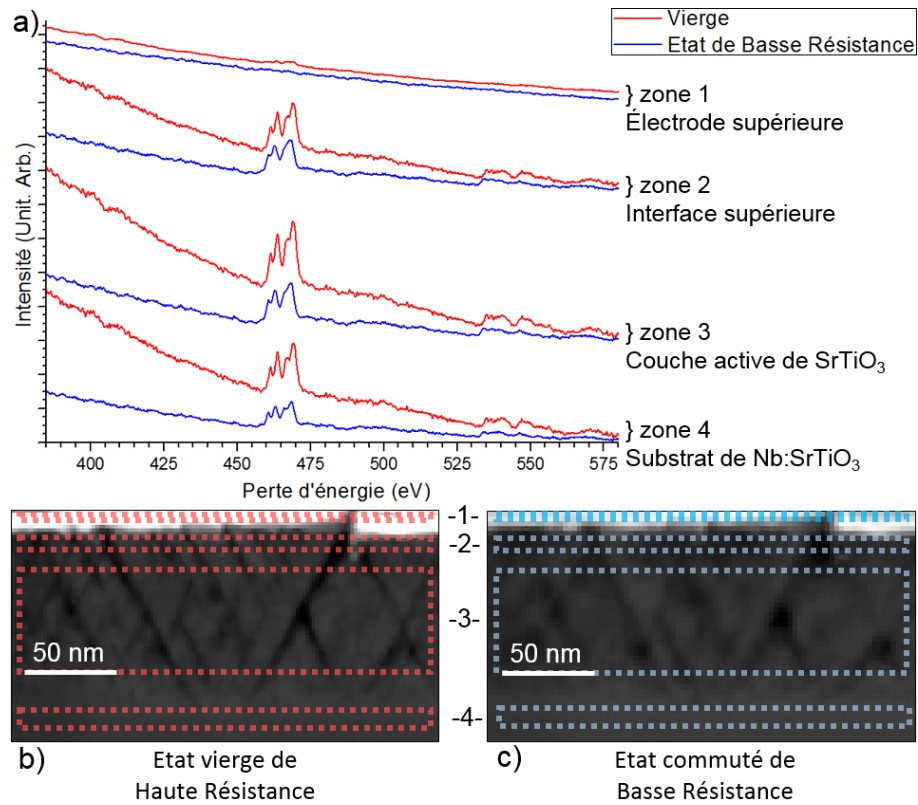 a)
Vierge
Etat de Basse Résistance
} zone 1
Électrode supérieure
} zone 2
Interface supérieure
} zone 3
Couche active de SrTiO₃
} zone 4
Substrat de Nb:SrTiO₃
Intensité (Unit. Arb.)
400 425 450 475 500 525 550 575
Perte d'énergie (eV)
-1-
-2-
-3-
-4-
50 nm
50 nm
b)
Etat vierge de
Haute Résistance
c)
Etat commuté de
Basse Résistance